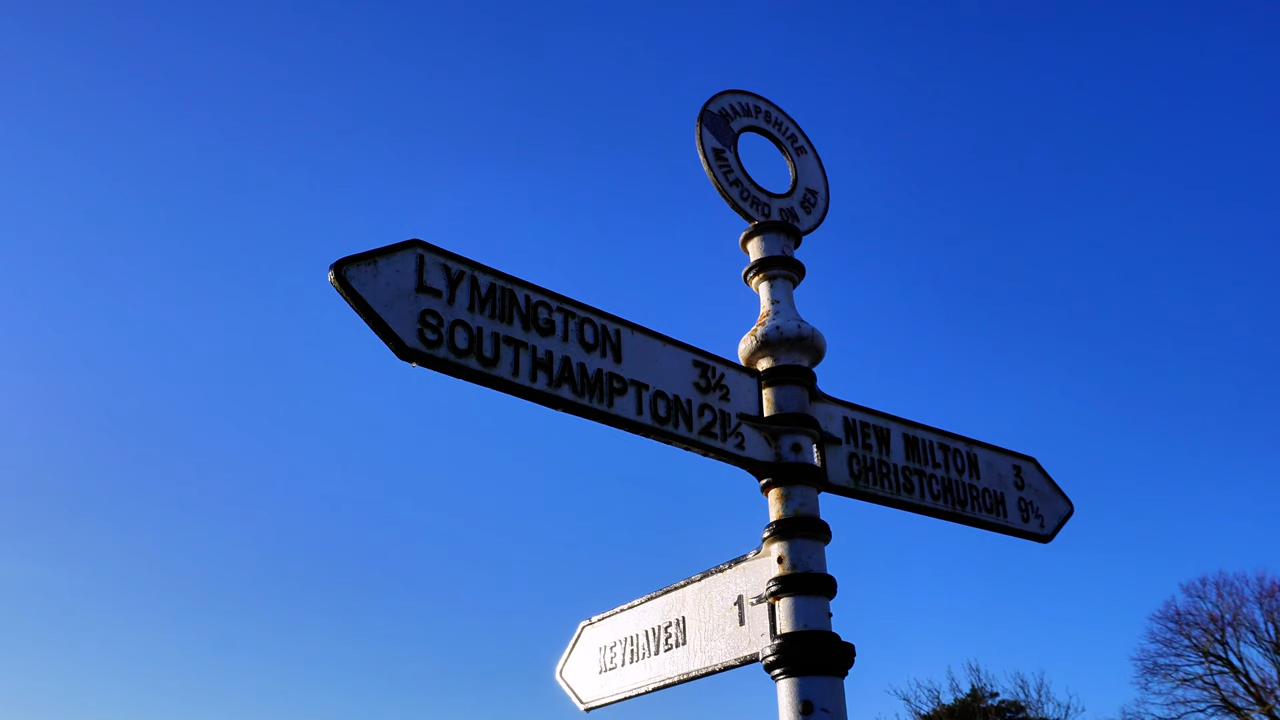 HAMPSHIRE
MILFORD ON SEA
LYMINGTON 3½
SOUTHAMPTON 21½
NEW MILTON 3
CHRISTCHURCH 9½
KEYHAVEN 1